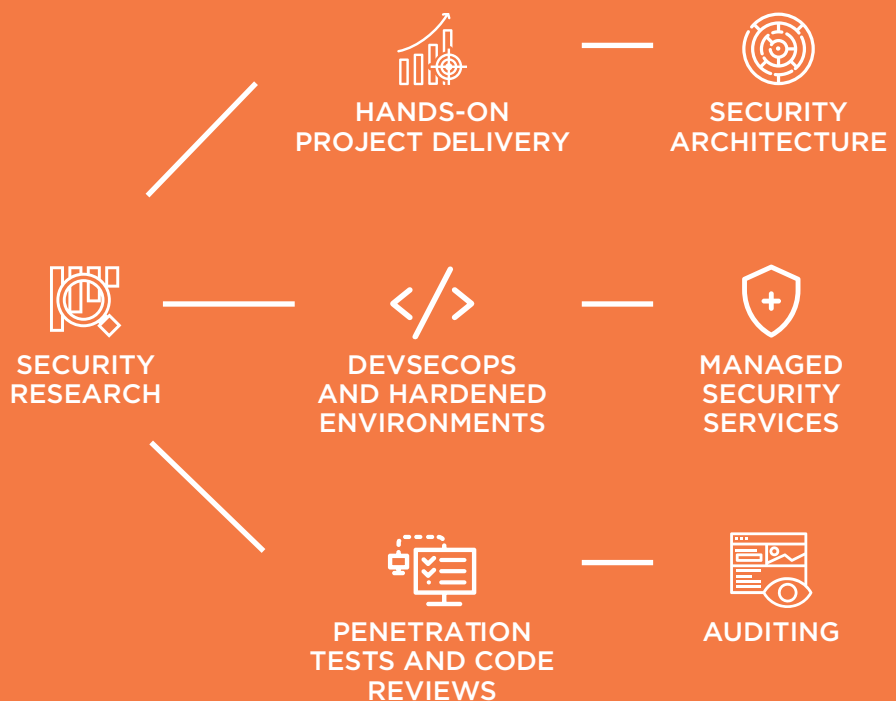 HANDS-ON
PROJECT DELIVERY
SECURITY
ARCHITECTURE
SECURITY
RESEARCH
DEVSECOPS
AND HARDENED
ENVIRONMENTS
MANAGED
SECURITY
SERVICES
PENETRATION
TESTS AND CODE
REVIEWS
AUDITING